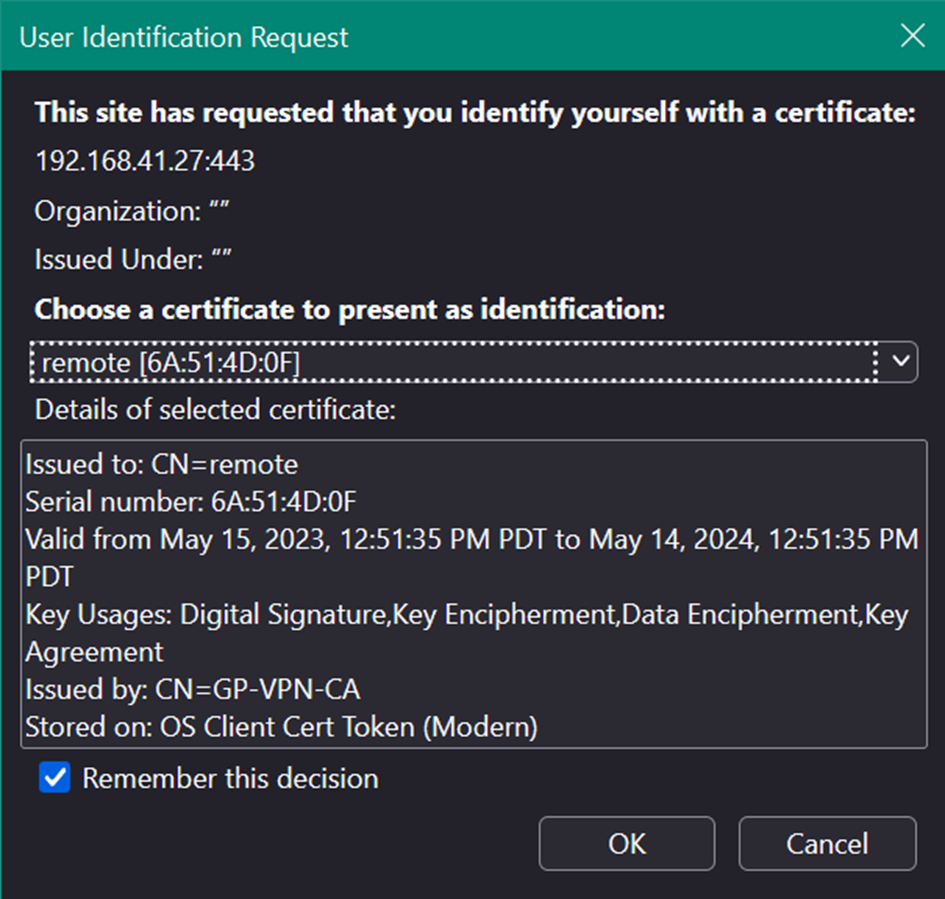 User Identification Request
This site has requested that you identify yourself with a certificate:
192.168.41.27:443
Organization: “”
Issued Under: “”
Choose a certificate to present as identification:
remote [6A:51:4D:0F]
Details of selected certificate:
Issued to: CN=remote
Serial number: 6A:51:4D:0F
Valid from May 15, 2023, 12:51:35 PM PDT to May 14, 2024, 12:51:35 PM
PDT
Key Usages: Digital Signature,Key Encipherment,Data Encipherment,Key
Agreement
Issued by: CN=GP-VPN-CA
Stored on: OS Client Cert Token (Modern)
Remember this decision
OK Cancel